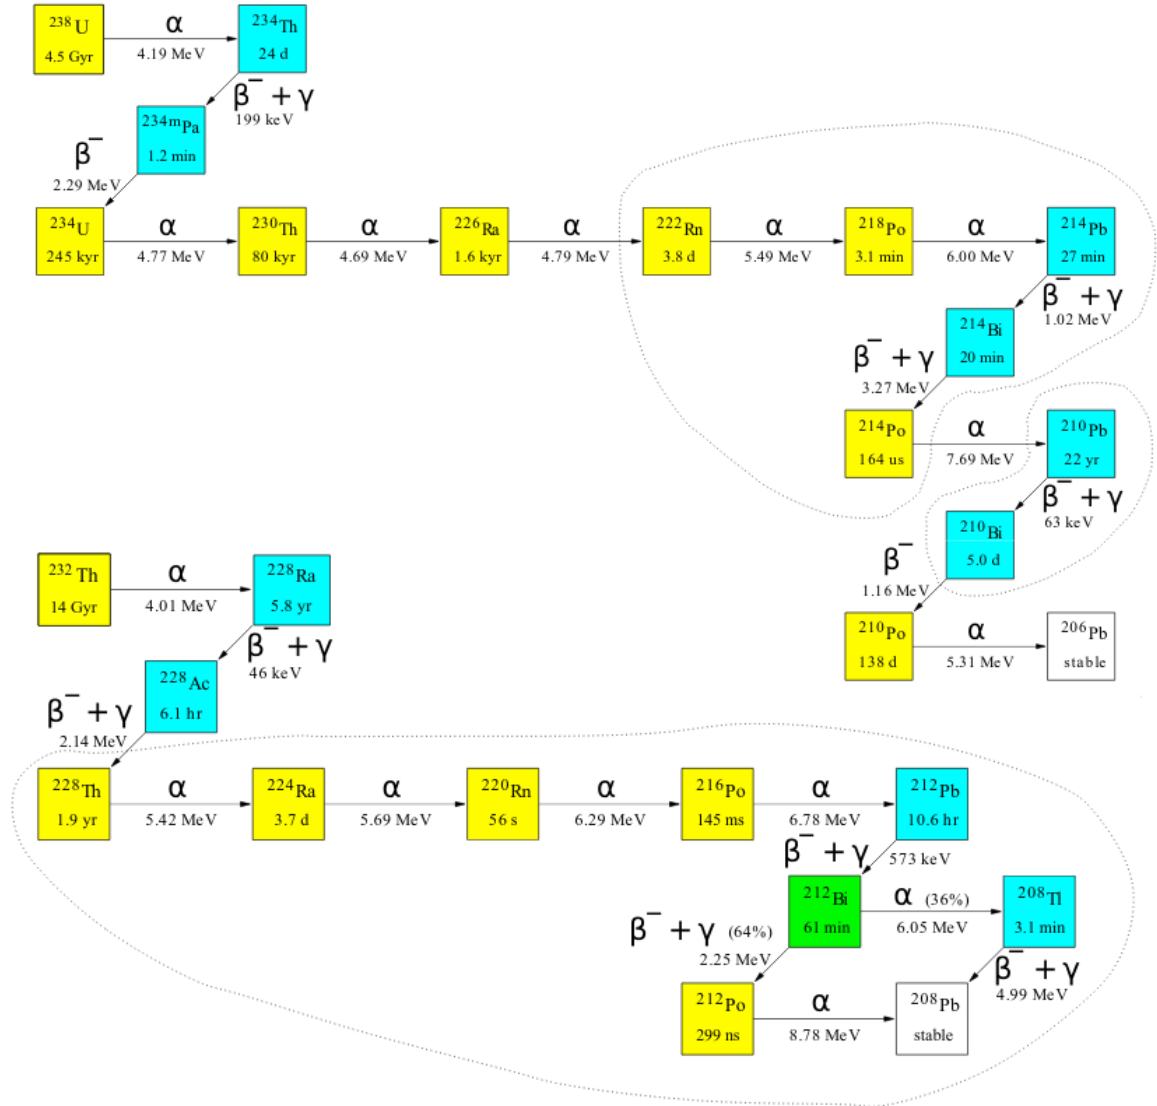 ²³⁸U
4.5 Gyr
α
4.19 MeV
²³⁴Th
24 d
β⁻ + γ
199 keV
²³⁴ᵐPa
1.2 min
β⁻
2.29 MeV
²³⁴U
245 kyr
α
4.77 MeV
²³⁰Th
80 kyr
α
4.69 MeV
²²⁶Ra
1.6 kyr
α
4.79 MeV
²²²Rn
3.8 d
α
5.49 MeV
²¹⁸Po
3.1 min
α
6.00 MeV
²¹⁴Pb
27 min
β⁻ + γ
1.02 MeV
²¹⁴Bi
20 min
β⁻ + γ
3.27 MeV
²¹⁴Po
164 us
α
7.69 MeV
²¹⁰Pb
22 yr
β⁻ + γ
63 keV
²¹⁰Bi
5.0 d
β⁻
1.16 MeV
²¹⁰Po
138 d
α
5.31 MeV
²⁰⁶Pb
stable
²³²Th
14 Gyr
α
4.01 MeV
²²⁸Ra
5.8 yr
β⁻ + γ
46 keV
²²⁸Ac
6.1 hr
β⁻ + γ
2.14 MeV
²²⁸Th
1.9 yr
α
5.42 MeV
²²⁴Ra
3.7 d
α
5.69 MeV
²²⁰Rn
56 s
α
6.29 MeV
²¹⁶Po
145 ms
α
6.78 MeV
²¹²Pb
10.6 hr
β⁻ + γ
573 keV
²¹²Bi
61 min
α (36%)
6.05 MeV
²⁰⁸Tl
3.1 min
β⁻ + γ (64%)
2.25 MeV
β⁻ + γ
4.99 MeV
²¹²Po
299 ns
α
8.78 MeV
²⁰⁸Pb
stable